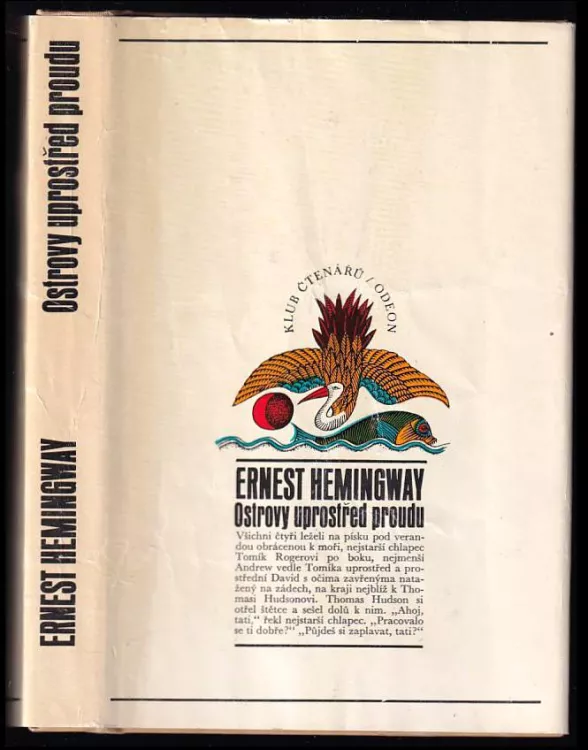 Ostrovy uprostřed proudu
ERNEST HEMINGWAY
KLUB ČTENÁŘŮ / ODEON
ERNEST HEMINGWAY
Ostrovy uprostřed proudu
Všichni čtyři leželi na písku pod veran-
dou obrácenou k moři, nejstarší chlapec
Tomík Rogerovi po boku, nejmenší
Andrew vedle Tomíka uprostřed a pro-
střední David s očima zavřenýma nata-
žený na zádech, na kraji nejblíž k Tho-
masi Hudsonovi. Thomas Hudson si
otřel štětce a sešel dolů k nim. „Ahoj,
tati,“ řekl nejstarší chlapec. „Pracovalo
se ti dobře?“ „Půjdeš si zaplavat, tati?“